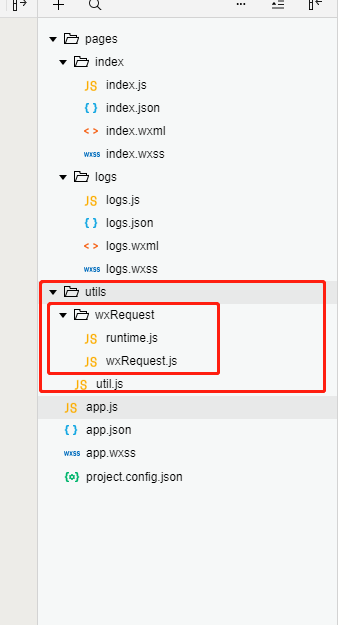 pages
index
JS index.js
{ } index.json
< > index.wxml
wxss index.wxss
logs
JS logs.js
{ } logs.json
< > logs.wxml
wxss logs.wxss
utils
wxRequest
JS runtime.js
JS wxRequest.js
JS util.js
JS app.js
{ } app.json
wxss app.wxss
{o} project.config.json